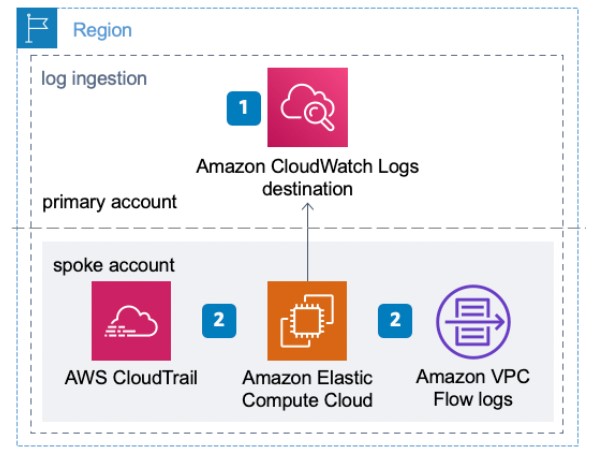 Region
log ingestion
1
Amazon CloudWatch Logs
destination
primary account
spoke account
2
2
AWS CloudTrail
Amazon Elastic
Compute Cloud
Amazon VPC
Flow logs